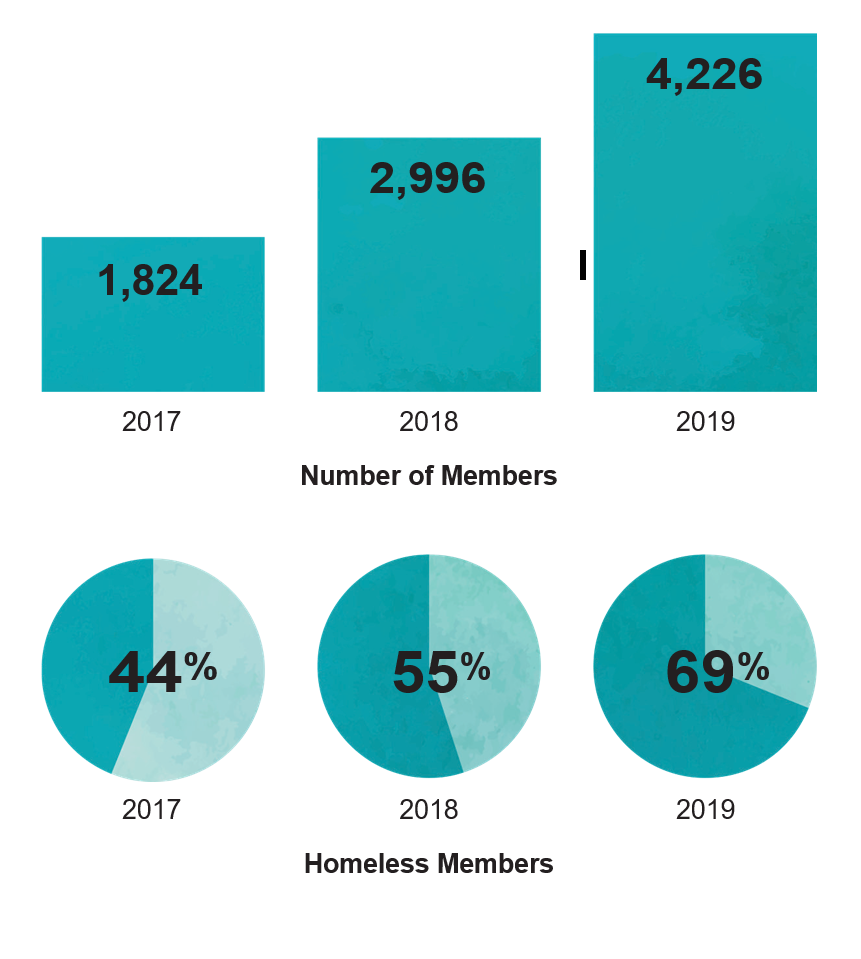 4,226
2,996
1,824
2017 2018 2019
Number of Members
44% 55% 69%
2017 2018 2019
Homeless Members